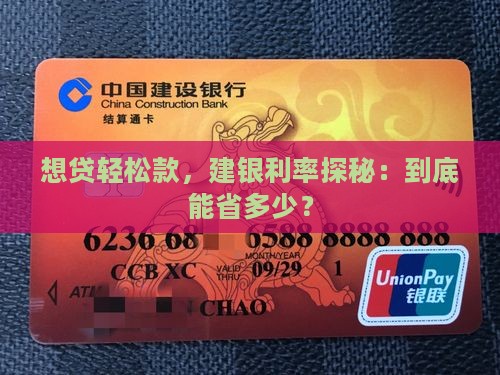 中国建设银行
China Construction Bank
结算通卡
想贷轻松款，建银利率探秘：到底
能省多少？
6236 68 6588 8888 888
MONTH/YEAR
CCB XC VALID THRU 09/29 1
ATM
CHAO
UnionPay
银联